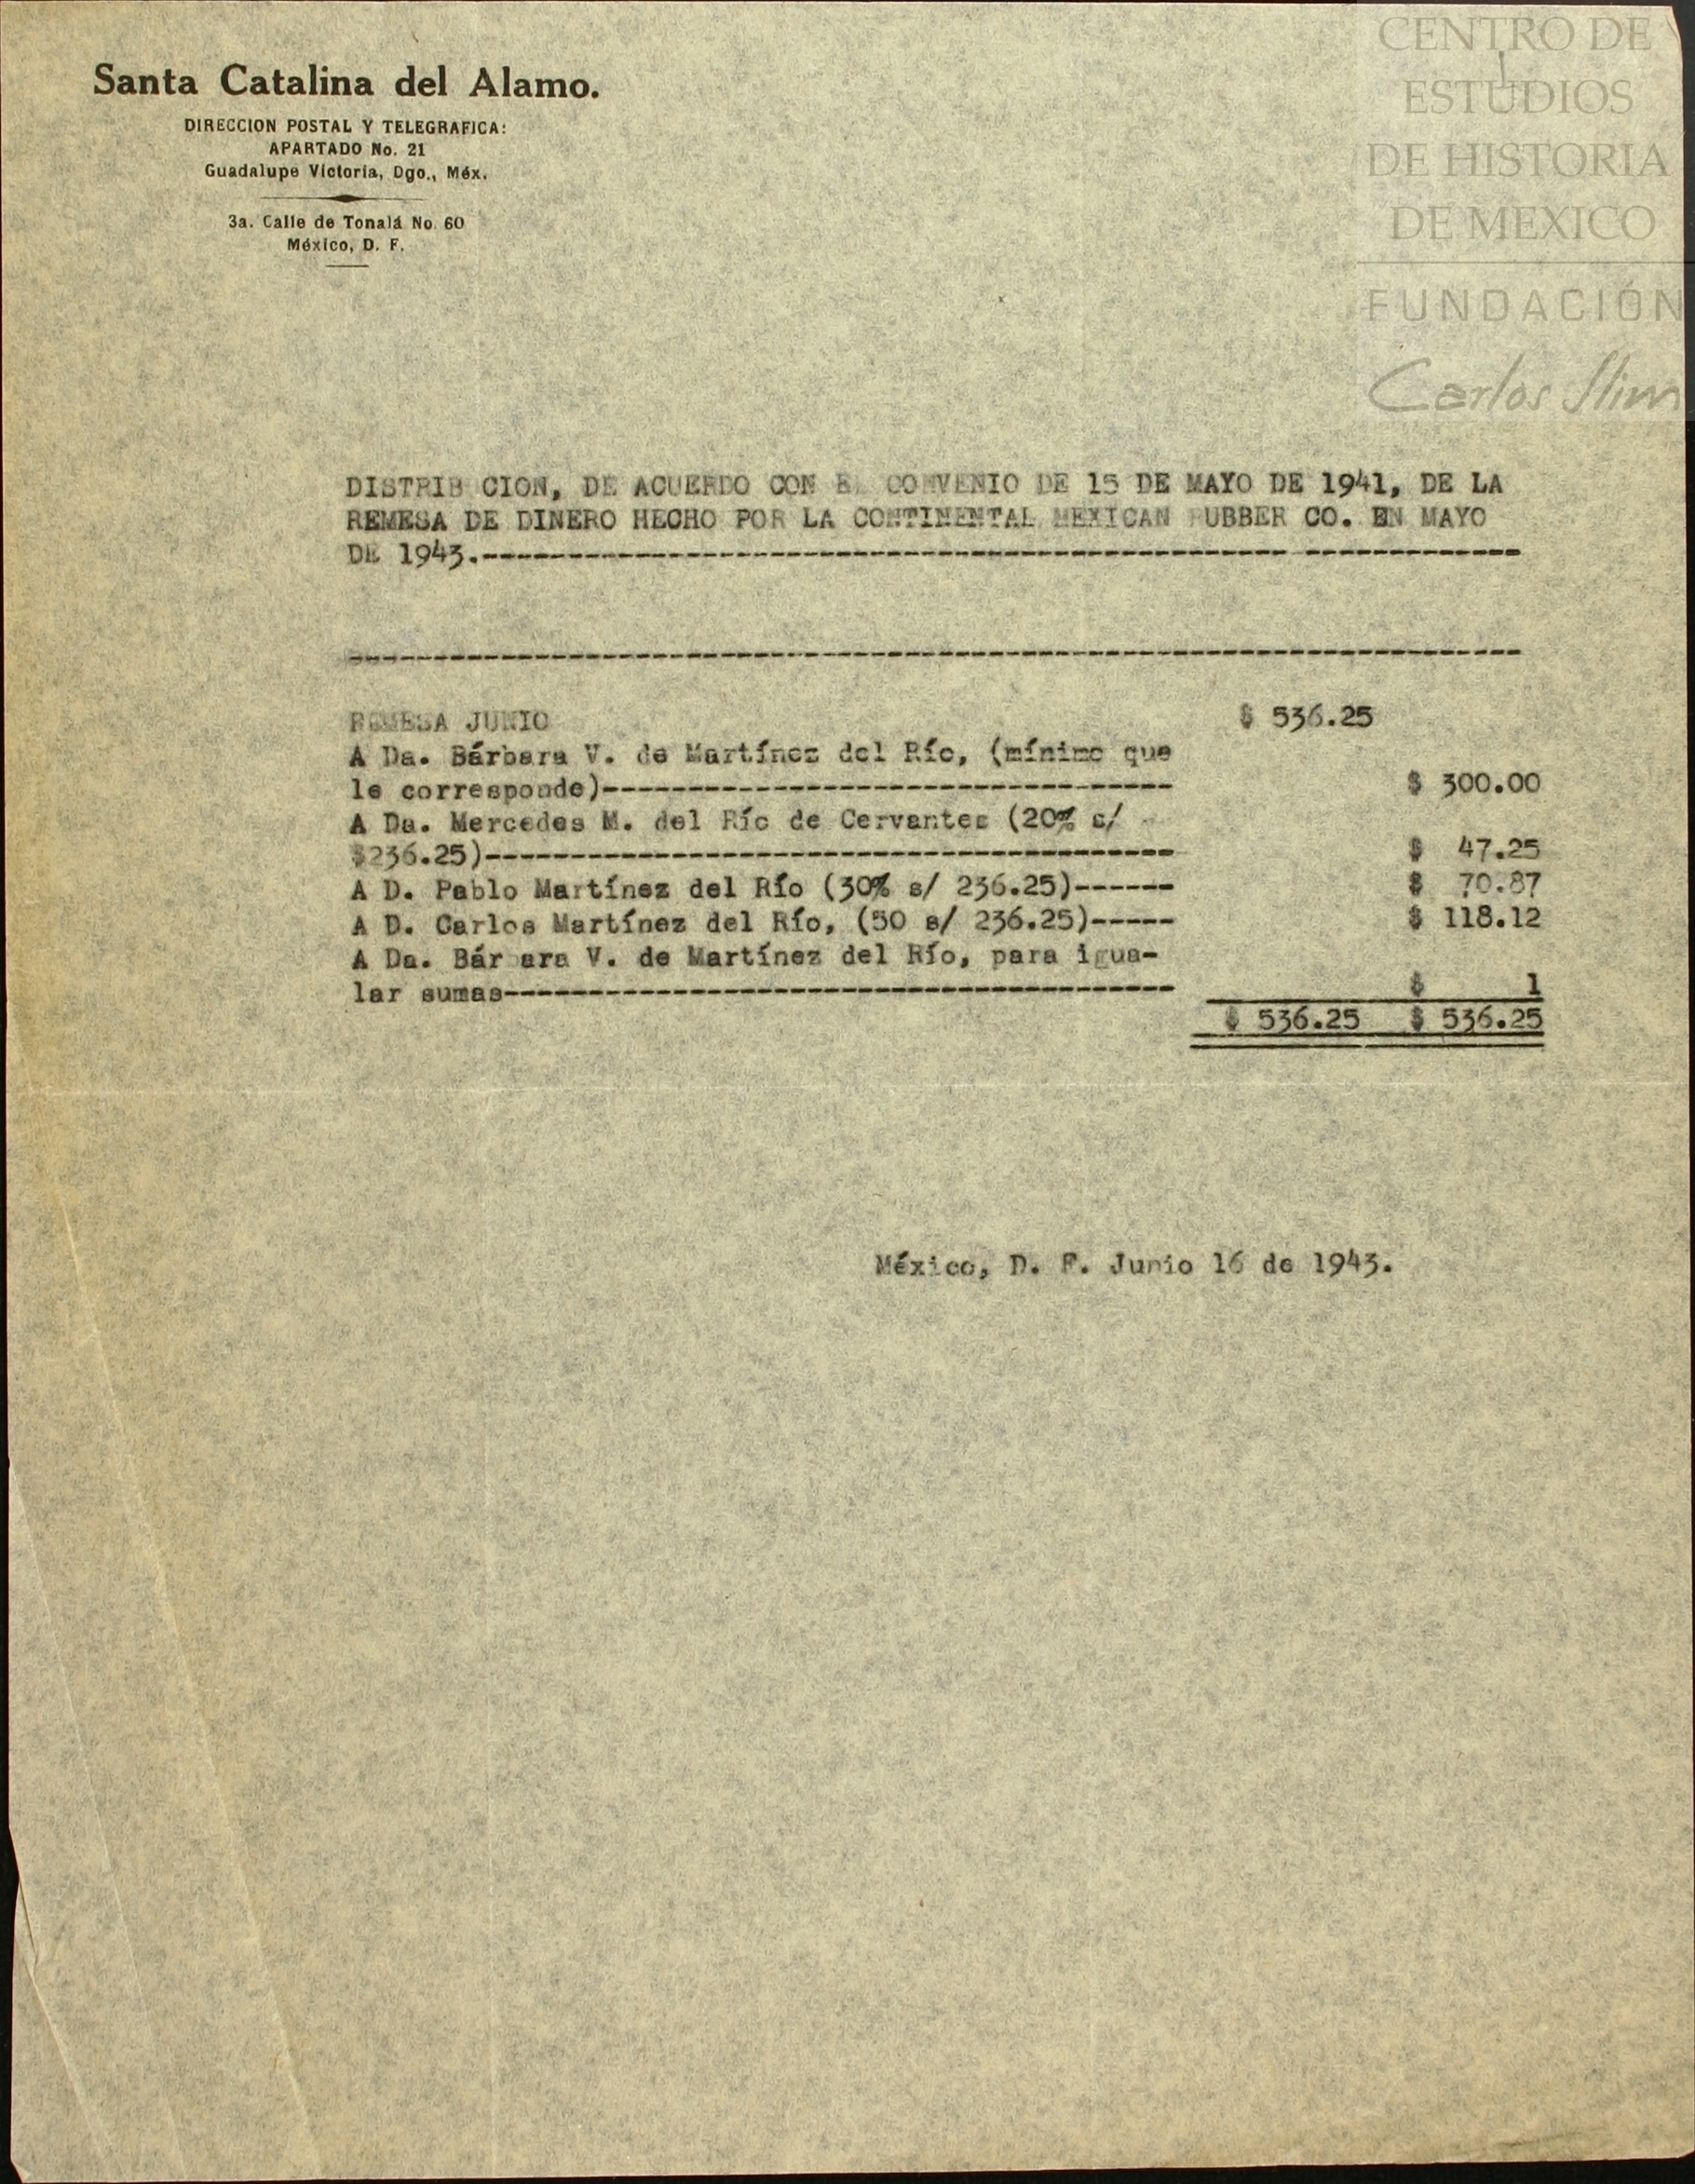 Santa Catalina del Alamo.
DIRECCION POSTAL Y TELEGRAFICA:
APARTADO No. 21
Guadalupe Victoria, Dgo., Méx.
3a. Calle de Tonalá No. 60
México, D. F.
CENTRO DE
ESTUDIOS
DE HISTORIA
DE MEXICO
FUNDACIÓN
Carlos Slim
DISTRIB CION, DE ACUERDO CON EL CONVENIO DE 15 DE MAYO DE 1941, DE LA
REMESA DE DINERO HECHO POR LA CONTINENTAL MEXICAN RUBBER CO. EN MAYO
DE 1943.--------------------------------------------------------------
----------------------------------------------------------------------
REMESA JUNIO $ 536.25
A Da. Bárbara V. de Martínez del Río, (mínimo que
le corresponde)---------------------------------- $ 300.00
A Da. Mercedes M. del Río de Cervantes (20% s/
$236.25)----------------------------------------- $ 47.25
A D. Pablo Martínez del Río (30% s/ 236.25)------ $ 70.87
A D. Carlos Martínez del Río, (50 s/ 236.25)----- $ 118.12
A Da. Bár ara V. de Martínez del Río, para igua-
lar sumas---------------------------------------- $ 1
$ 536.25 $ 536.25
México, D. F. Junio 16 de 1943.